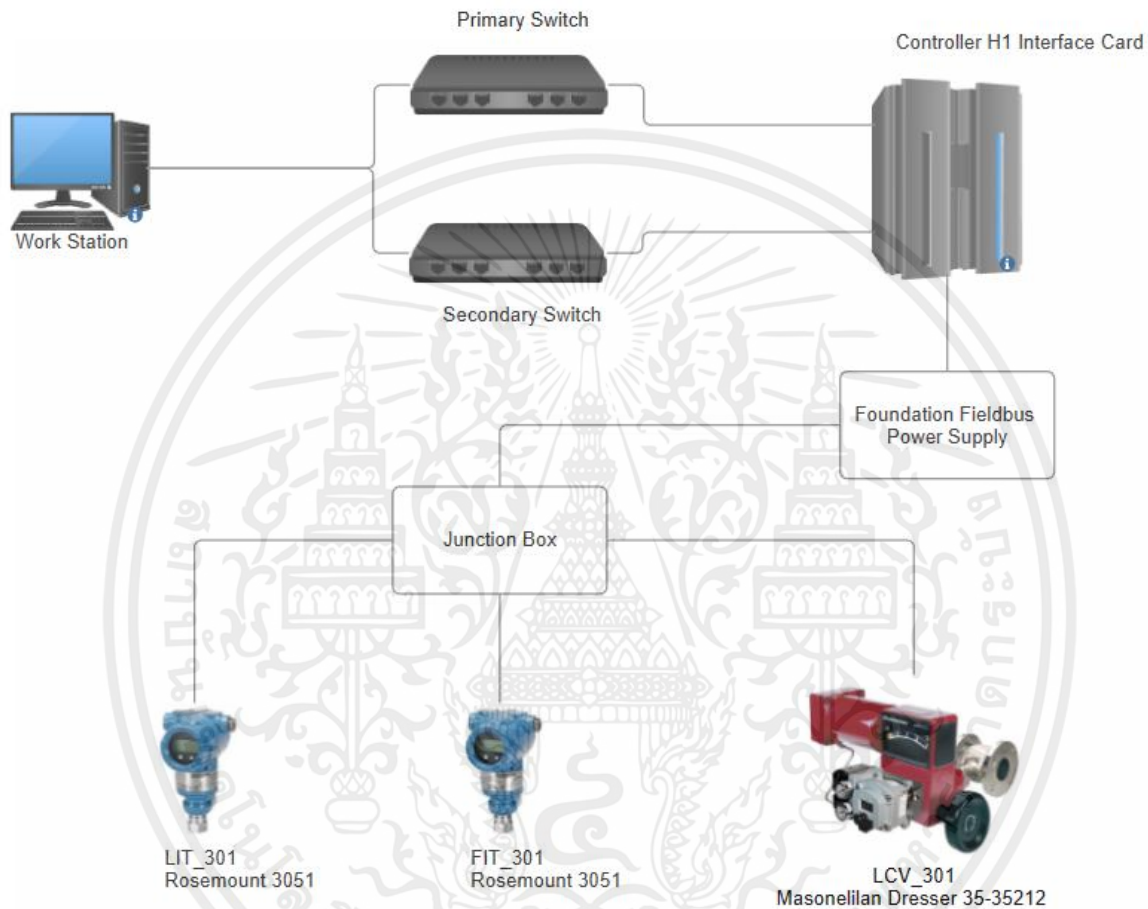 Primary Switch
Controller H1 Interface Card
Work Station
Secondary Switch
Foundation Fieldbus
Power Supply
Junction Box
LIT_301
Rosemount 3051
FIT_301
Rosemount 3051
LCV_301
Masonelilan Dresser 35-35212